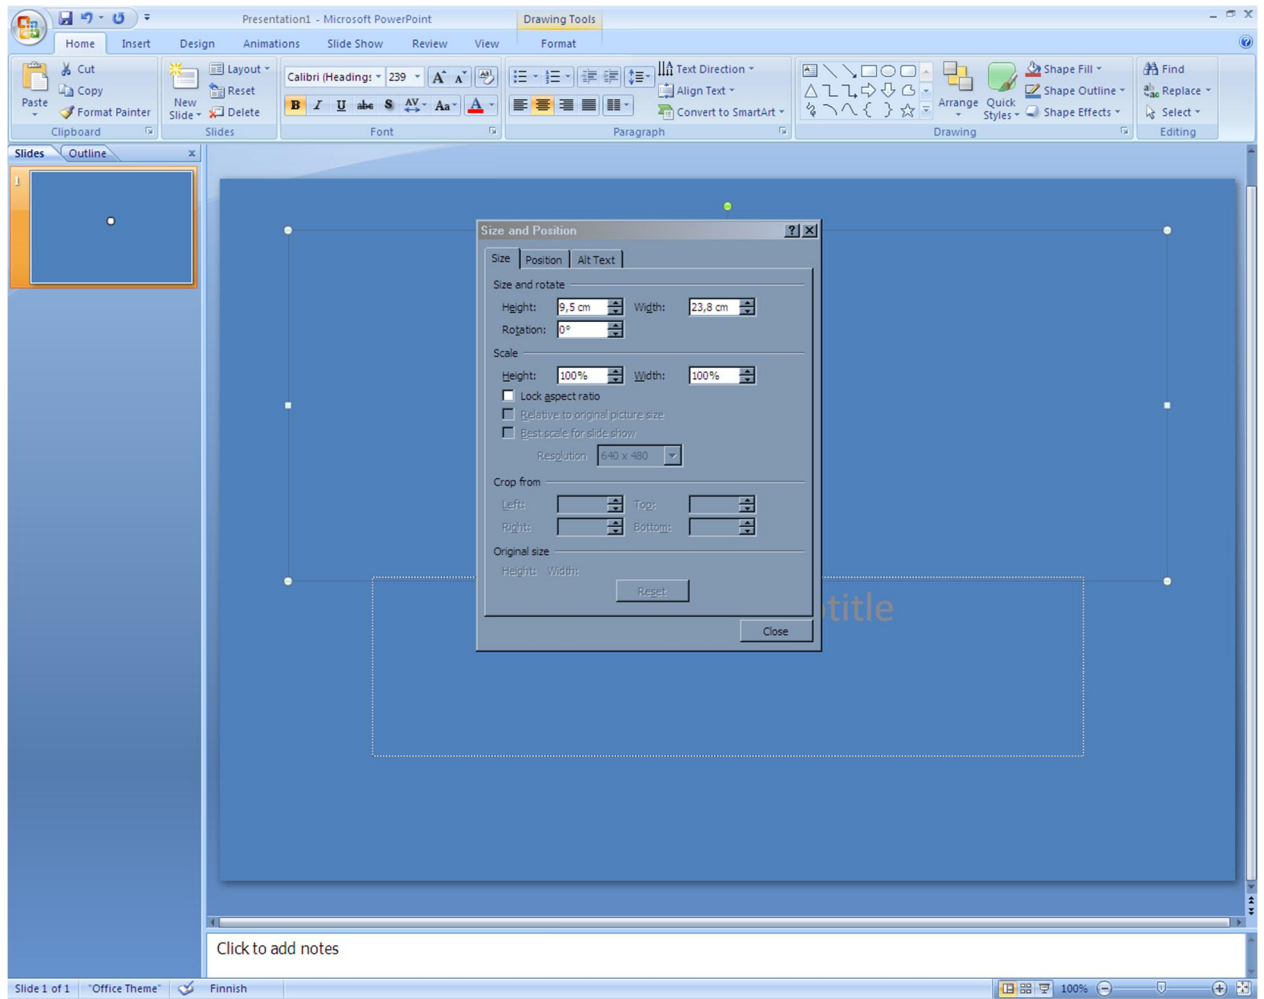 Presentation1 - Microsoft PowerPoint
Drawing Tools
Home Insert Design Animations Slide Show Review View Format
Paste
Cut
Copy
Format Painter
Clipboard
New
Slide
Layout
Reset
Delete
Slides
Calibri (Headings 239 A A
B I U abe S AV Aa A
Font
Text Direction
Align Text
Convert to SmartArt
Paragraph
Arrange
Quick
Styles
Shape Fill
Shape Outline
Shape Effects
Drawing
Find
Replace
Select
Editing
Slides Outline x
1
Size and Position
Size Position Alt Text
Size and rotate
Height: 9,5 cm Width: 23,8 cm
Rotation: 0°
Scale
Height: 100% Width: 100%
Lock aspect ratio
Relative to original picture size
Best scale for slide show
Resolution 640 x 480
Crop from
Left: Top:
Right: Bottom:
Original size
Height: Width:
Reset
Close
title
Click to add notes
Slide 1 of 1 "Office Theme" Finnish 100%